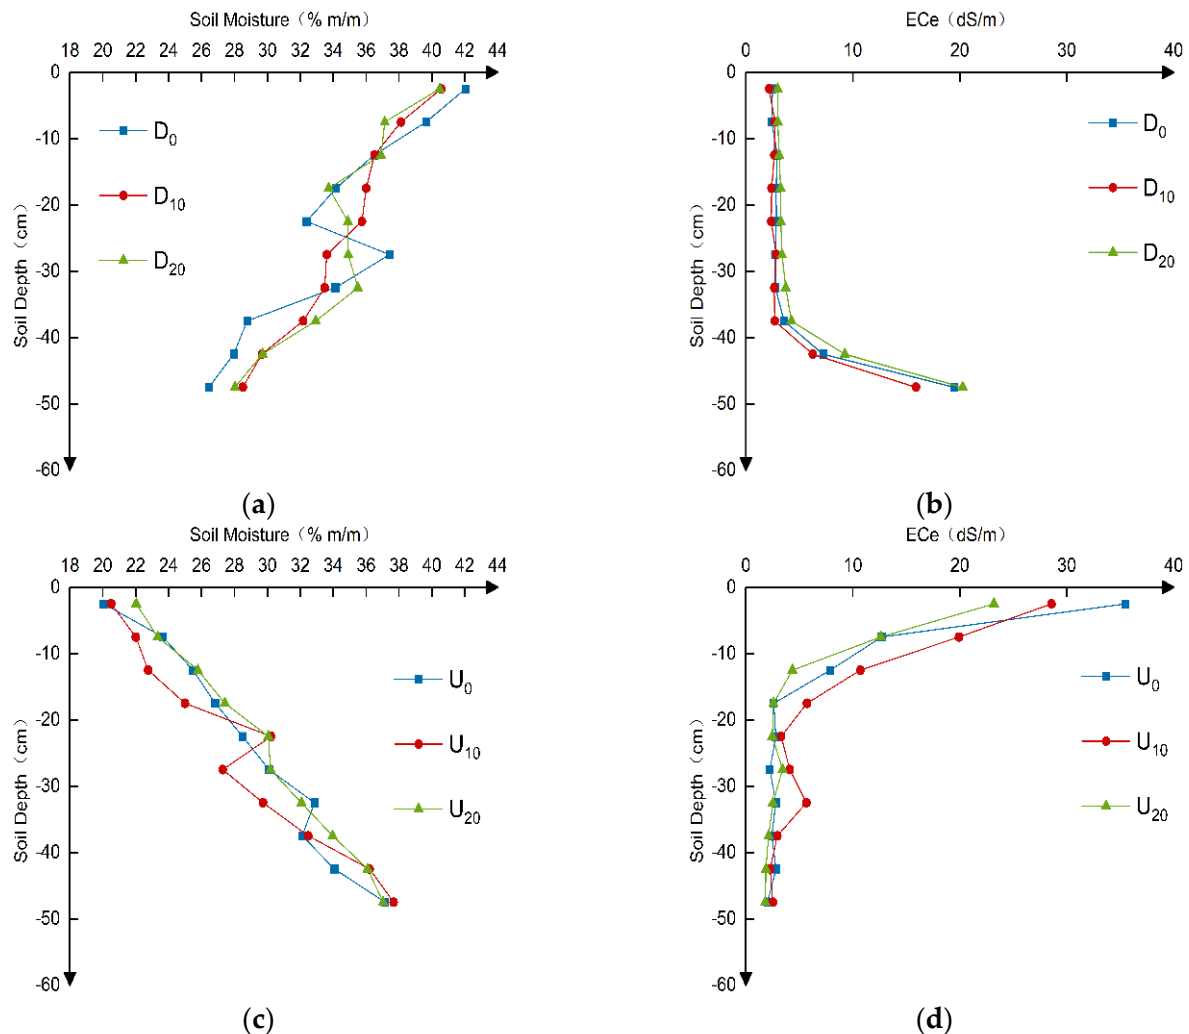 Soil Moisture（% m/m）
18 20 22 24 26 28 30 32 34 36 38 40 42 44
0
-10
-20
-30
-40
-50
-60
Soil Depth（cm）
D0
D10
D20
(a)
ECe（dS/m）
0 10 20 30 40
0
-10
-20
-30
-40
-50
-60
Soil Depth（cm）
D0
D10
D20
(b)
Soil Moisture（% m/m）
18 20 22 24 26 28 30 32 34 36 38 40 42 44
0
-10
-20
-30
-40
-50
-60
Soil Depth（cm）
U0
U10
U20
(c)
ECe（dS/m）
0 10 20 30 40
0
-10
-20
-30
-40
-50
-60
Soil Depth（cm）
U0
U10
U20
(d)